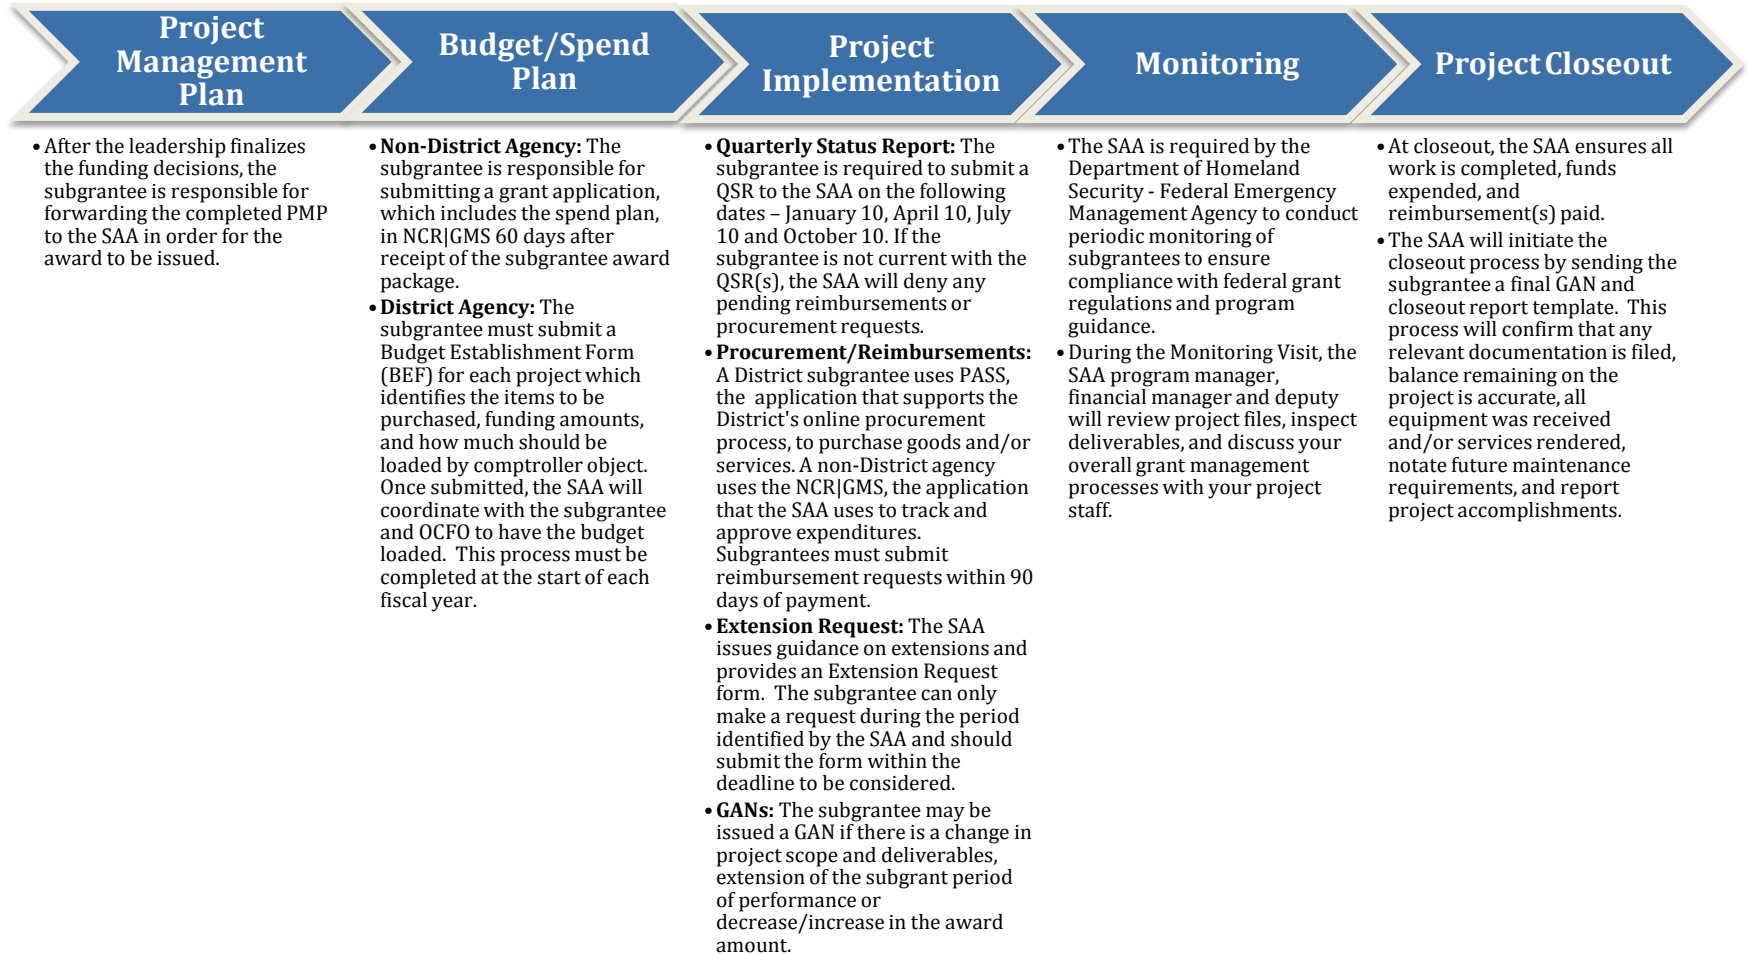 Project
Management
Plan
Budget/Spend
Plan
Project
Implementation
Monitoring
Project Closeout
• After the leadership finalizes
the funding decisions, the
subgrantee is responsible for
forwarding the completed PMP
to the SAA in order for the
award to be issued.
• Non-District Agency: The
subgrantee is responsible for
submitting a grant application,
which includes the spend plan,
in NCR|GMS 60 days after
receipt of the subgrantee award
package.
• District Agency: The
subgrantee must submit a
Budget Establishment Form
(BEF) for each project which
identifies the items to be
purchased, funding amounts,
and how much should be
loaded by comptroller object.
Once submitted, the SAA will
coordinate with the subgrantee
and OCFO to have the budget
loaded.  This process must be
completed at the start of each
fiscal year.
• Quarterly Status Report: The
subgrantee is required to submit a
QSR to the SAA on the following
dates – January 10, April 10, July
10 and October 10. If the
subgrantee is not current with the
QSR(s), the SAA will deny any
pending reimbursements or
procurement requests.
• Procurement/Reimbursements:
A District subgrantee uses PASS,
the  application that supports the
District's online procurement
process, to purchase goods and/or
services. A non-District agency
uses the NCR|GMS, the application
that the SAA uses to track and
approve expenditures.
Subgrantees must submit
reimbursement requests within 90
days of payment.
• Extension Request: The SAA
issues guidance on extensions and
provides an Extension Request
form.  The subgrantee can only
make a request during the period
identified by the SAA and should
submit the form within the
deadline to be considered.
• GANs: The subgrantee may be
issued a GAN if there is a change in
project scope and deliverables,
extension of the subgrant period
of performance or
decrease/increase in the award
amount.
• The SAA is required by the
Department of Homeland
Security - Federal Emergency
Management Agency to conduct
periodic monitoring of
subgrantees to ensure
compliance with federal grant
regulations and program
guidance.
• During the Monitoring Visit, the
SAA program manager,
financial manager and deputy
will review project files, inspect
deliverables, and discuss your
overall grant management
processes with your project
staff.
• At closeout, the SAA ensures all
work is completed, funds
expended, and
reimbursement(s) paid.
• The SAA will initiate the
closeout process by sending the
subgrantee a final GAN and
closeout report template.  This
process will confirm that any
relevant documentation is filed,
balance remaining on the
project is accurate, all
equipment was received
and/or services rendered,
notate future maintenance
requirements, and report
project accomplishments.